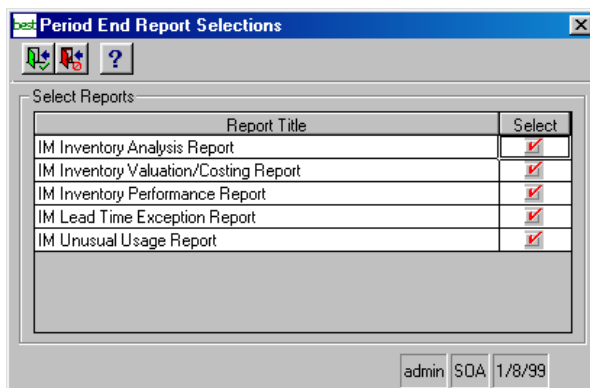 best Period End Report Selections
?
Select Reports
Report Title Select
IM Inventory Analysis Report
IM Inventory Valuation/Costing Report
IM Inventory Performance Report
IM Lead Time Exception Report
IM Unusual Usage Report
admin SOA 1/8/99